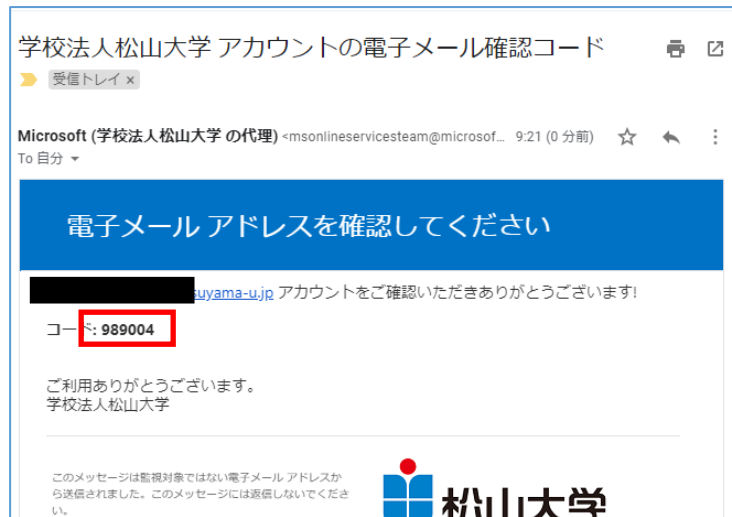 学校法人松山大学 アカウントの電子メール確認コード
受信トレイ ×
Microsoft (学校法人松山大学 の代理) <msonlineservicesteam@microsof... 9:21 (0 分前)
To 自分
電子メール アドレスを確認してください
suyama-u.jp アカウントをご確認いただきありがとうございます!
コード: 989004
ご利用ありがとうございます。
学校法人松山大学
このメッセージは監視対象ではない電子メール アドレスか
ら送信されました。このメッセージには返信しないでくださ
い。
松山大学